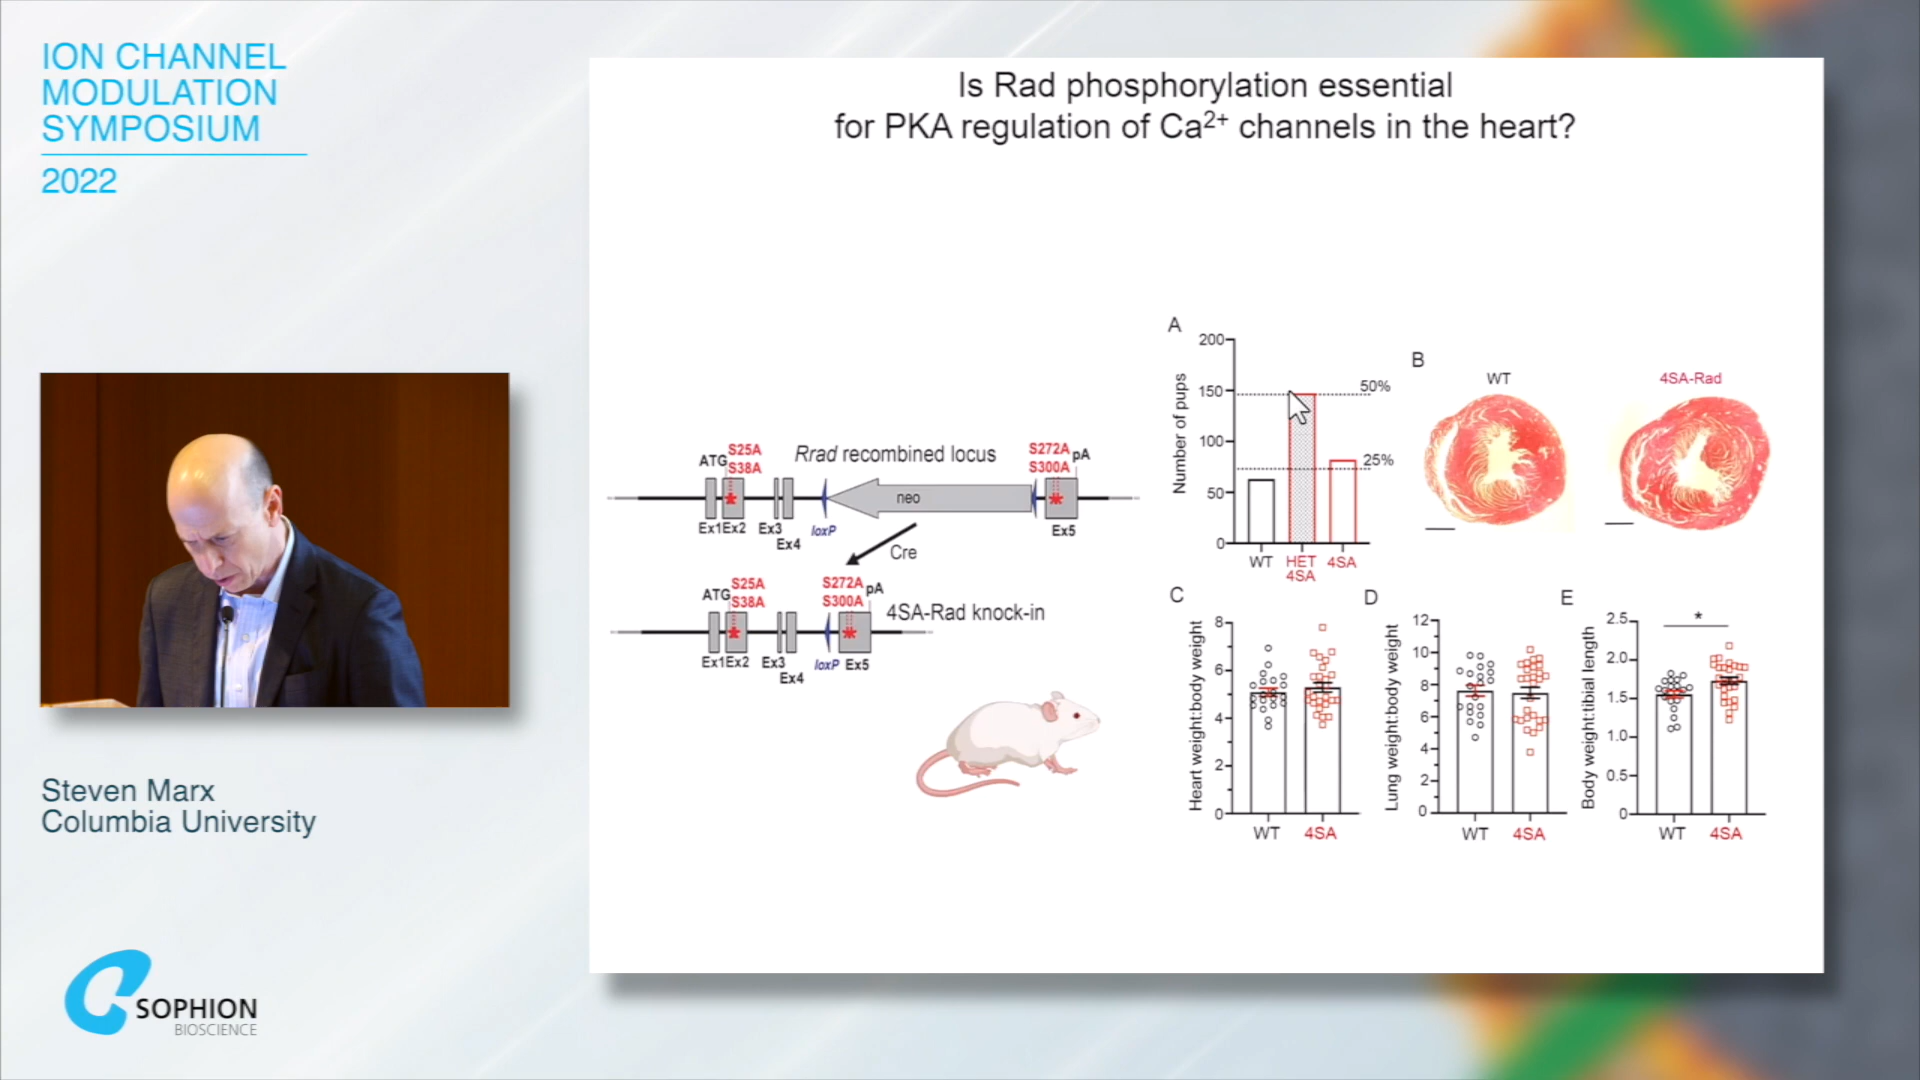 ION CHANNEL
MODULATION
SYMPOSIUM
2022
Steven Marx
Columbia University
SOPHION
BIOSCIENCE
Is Rad phosphorylation essential
for PKA regulation of Ca2+ channels in the heart?
ATG
S25A
S38A
Rrad recombined locus
S272A
S300A
pA
neo
Ex1Ex2
Ex3
Ex4
loxP
Ex5
Cre
ATG
S25A
S38A
S272A
S300A
pA
4SA-Rad knock-in
Ex1Ex2
Ex3
Ex4
loxP
Ex5
A
Number of pups
200
150
100
50
0
50%
25%
WT
HET
4SA
4SA
B
WT
4SA-Rad
C
Heart weight:body weight
8
6
4
2
0
WT
4SA
D
Lung weight:body weight
12
10
8
6
4
2
0
WT
4SA
E
Body weight:tibial length
2.5
2.0
1.5
1.0
0.5
0
*
WT
4SA